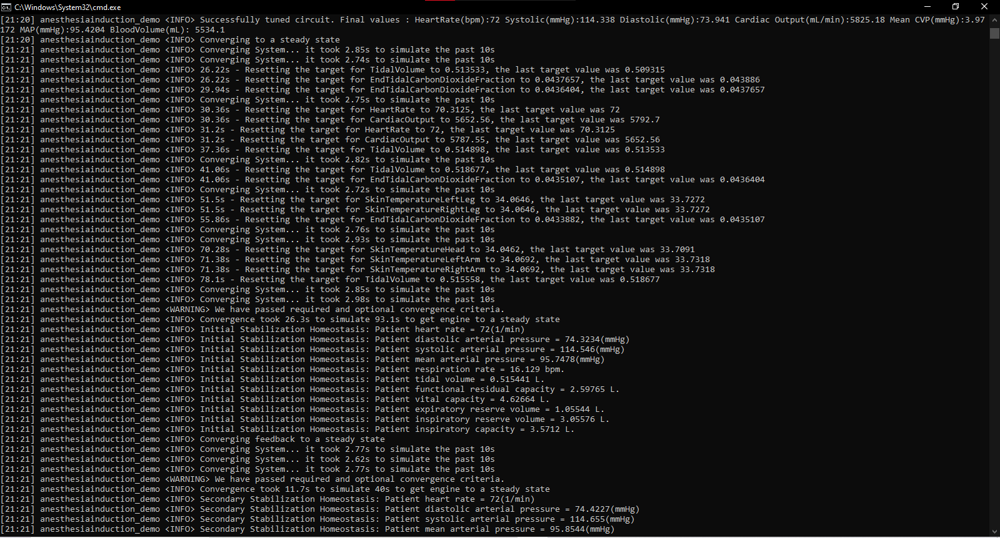 C:\Windows\System32\cmd.exe
[21:20] anesthesiainduction_demo <INFO> Successfully tuned circuit. Final values : HeartRate(bpm):72 Systolic(mmHg):114.338 Diastolic(mmHg):73.941 Cardiac Output(mL/min):5825.18 Mean CVP(mmHg):3.97
172 MAP(mmHg):95.4204 BloodVolume(mL): 5534.1
[21:20] anesthesiainduction_demo <INFO> Converging to a steady state
[21:21] anesthesiainduction_demo <INFO> Converging System... it took 2.85s to simulate the past 10s
[21:21] anesthesiainduction_demo <INFO> Converging System... it took 2.74s to simulate the past 10s
[21:21] anesthesiainduction_demo <INFO> 26.22s - Resetting the target for TidalVolume to 0.513533, the last target value was 0.509315
[21:21] anesthesiainduction_demo <INFO> 26.22s - Resetting the target for EndTidalCarbonDioxideFraction to 0.0437657, the last target value was 0.043886
[21:21] anesthesiainduction_demo <INFO> 29.94s - Resetting the target for EndTidalCarbonDioxideFraction to 0.0436404, the last target value was 0.0437657
[21:21] anesthesiainduction_demo <INFO> Converging System... it took 2.75s to simulate the past 10s
[21:21] anesthesiainduction_demo <INFO> 30.36s - Resetting the target for HeartRate to 70.3125, the last target value was 72
[21:21] anesthesiainduction_demo <INFO> 30.36s - Resetting the target for CardiacOutput to 5652.56, the last target value was 5792.7
[21:21] anesthesiainduction_demo <INFO> 31.2s - Resetting the target for HeartRate to 72, the last target value was 70.3125
[21:21] anesthesiainduction_demo <INFO> 31.2s - Resetting the target for CardiacOutput to 5787.55, the last target value was 5652.56
[21:21] anesthesiainduction_demo <INFO> 37.36s - Resetting the target for TidalVolume to 0.514898, the last target value was 0.513533
[21:21] anesthesiainduction_demo <INFO> Converging System... it took 2.82s to simulate the past 10s
[21:21] anesthesiainduction_demo <INFO> 41.06s - Resetting the target for TidalVolume to 0.518677, the last target value was 0.514898
[21:21] anesthesiainduction_demo <INFO> 41.06s - Resetting the target for EndTidalCarbonDioxideFraction to 0.0435107, the last target value was 0.0436404
[21:21] anesthesiainduction_demo <INFO> Converging System... it took 2.72s to simulate the past 10s
[21:21] anesthesiainduction_demo <INFO> 51.5s - Resetting the target for SkinTemperatureLeftLeg to 34.0646, the last target value was 33.7272
[21:21] anesthesiainduction_demo <INFO> 51.5s - Resetting the target for SkinTemperatureRightLeg to 34.0646, the last target value was 33.7272
[21:21] anesthesiainduction_demo <INFO> 55.86s - Resetting the target for EndTidalCarbonDioxideFraction to 0.0433882, the last target value was 0.0435107
[21:21] anesthesiainduction_demo <INFO> Converging System... it took 2.76s to simulate the past 10s
[21:21] anesthesiainduction_demo <INFO> Converging System... it took 2.93s to simulate the past 10s
[21:21] anesthesiainduction_demo <INFO> 70.28s - Resetting the target for SkinTemperatureHead to 34.0462, the last target value was 33.7091
[21:21] anesthesiainduction_demo <INFO> 71.38s - Resetting the target for SkinTemperatureLeftArm to 34.0692, the last target value was 33.7318
[21:21] anesthesiainduction_demo <INFO> 71.38s - Resetting the target for SkinTemperatureRightArm to 34.0692, the last target value was 33.7318
[21:21] anesthesiainduction_demo <INFO> 78.1s - Resetting the target for TidalVolume to 0.515558, the last target value was 0.518677
[21:21] anesthesiainduction_demo <INFO> Converging System... it took 2.85s to simulate the past 10s
[21:21] anesthesiainduction_demo <INFO> Converging System... it took 2.98s to simulate the past 10s
[21:21] anesthesiainduction_demo <WARNING> We have passed required and optional convergence criteria.
[21:21] anesthesiainduction_demo <INFO> Convergence took 26.3s to simulate 93.1s to get engine to a steady state
[21:21] anesthesiainduction_demo <INFO> Initial Stabilization Homeostasis: Patient heart rate = 72(1/min)
[21:21] anesthesiainduction_demo <INFO> Initial Stabilization Homeostasis: Patient diastolic arterial pressure = 74.3234(mmHg)
[21:21] anesthesiainduction_demo <INFO> Initial Stabilization Homeostasis: Patient systolic arterial pressure = 114.546(mmHg)
[21:21] anesthesiainduction_demo <INFO> Initial Stabilization Homeostasis: Patient mean arterial pressure = 95.7478(mmHg)
[21:21] anesthesiainduction_demo <INFO> Initial Stabilization Homeostasis: Patient respiration rate = 16.129 bpm.
[21:21] anesthesiainduction_demo <INFO> Initial Stabilization Homeostasis: Patient tidal volume = 0.515441 L.
[21:21] anesthesiainduction_demo <INFO> Initial Stabilization Homeostasis: Patient functional residual capacity = 2.59765 L.
[21:21] anesthesiainduction_demo <INFO> Initial Stabilization Homeostasis: Patient vital capacity = 4.62664 L.
[21:21] anesthesiainduction_demo <INFO> Initial Stabilization Homeostasis: Patient expiratory reserve volume = 1.05544 L.
[21:21] anesthesiainduction_demo <INFO> Initial Stabilization Homeostasis: Patient inspiratory reserve volume = 3.05576 L.
[21:21] anesthesiainduction_demo <INFO> Initial Stabilization Homeostasis: Patient inspiratory capacity = 3.5712 L.
[21:21] anesthesiainduction_demo <INFO> Converging feedback to a steady state
[21:21] anesthesiainduction_demo <INFO> Converging System... it took 2.77s to simulate the past 10s
[21:21] anesthesiainduction_demo <INFO> Converging System... it took 2.62s to simulate the past 10s
[21:21] anesthesiainduction_demo <INFO> Converging System... it took 2.77s to simulate the past 10s
[21:21] anesthesiainduction_demo <WARNING> We have passed required and optional convergence criteria.
[21:21] anesthesiainduction_demo <INFO> Convergence took 11.7s to simulate 40s to get engine to a steady state
[21:21] anesthesiainduction_demo <INFO> Secondary Stabilization Homeostasis: Patient heart rate = 72(1/min)
[21:21] anesthesiainduction_demo <INFO> Secondary Stabilization Homeostasis: Patient diastolic arterial pressure = 74.4227(mmHg)
[21:21] anesthesiainduction_demo <INFO> Secondary Stabilization Homeostasis: Patient systolic arterial pressure = 114.655(mmHg)
[21:21] anesthesiainduction_demo <INFO> Secondary Stabilization Homeostasis: Patient mean arterial pressure = 95.8544(mmHg)